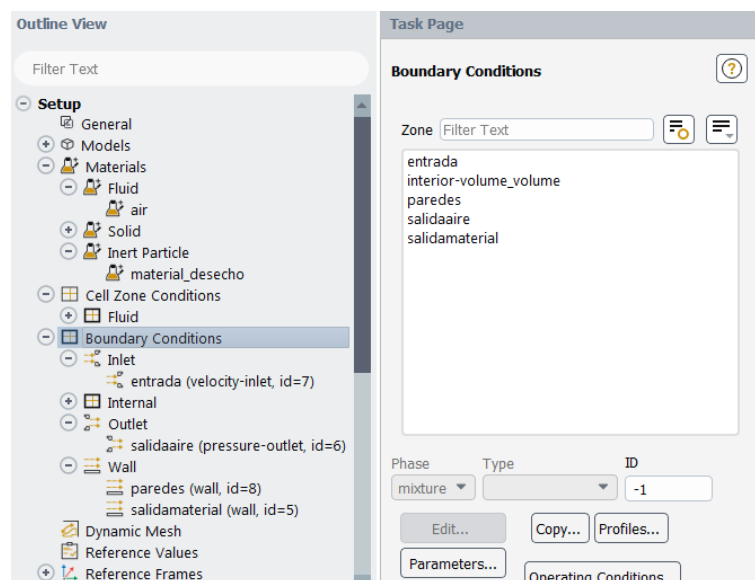 Outline View
Filter Text
Setup
General
Models
Materials
Fluid
air
Solid
Inert Particle
material_desecho
Cell Zone Conditions
Fluid
Boundary Conditions
Inlet
entrada (velocity-inlet, id=7)
Internal
Outlet
salidaaire (pressure-outlet, id=6)
Wall
paredes (wall, id=8)
salidamaterial (wall, id=5)
Dynamic Mesh
Reference Values
Reference Frames
Task Page
Boundary Conditions
?
Zone Filter Text
entrada
interior-volume_volume
paredes
salidaaire
salidamaterial
Phase Type ID
mixture -1
Edit... Copy... Profiles...
Parameters... Operating Conditions...